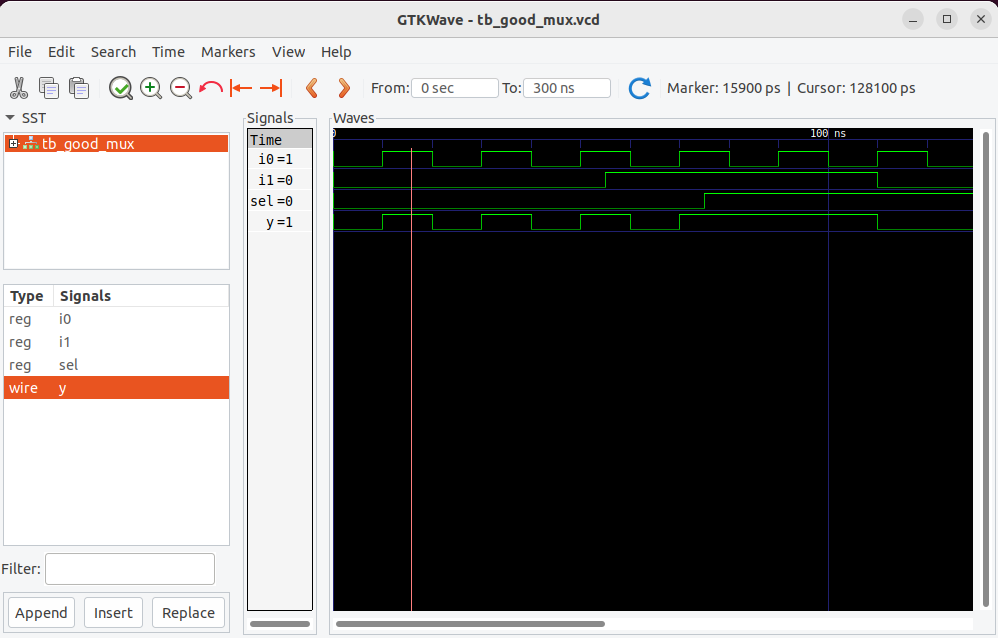 GTKWave - tb_good_mux.vcd
File Edit Search Time Markers View Help
From: 0 sec To: 300 ns Marker: 15900 ps | Cursor: 128100 ps
SST
tb_good_mux
Type Signals
reg i0
reg i1
reg sel
wire y
Filter:
Append Insert Replace
Signals
Time
i0=1
i1=0
sel=0
y=1
Waves
0 100 ns